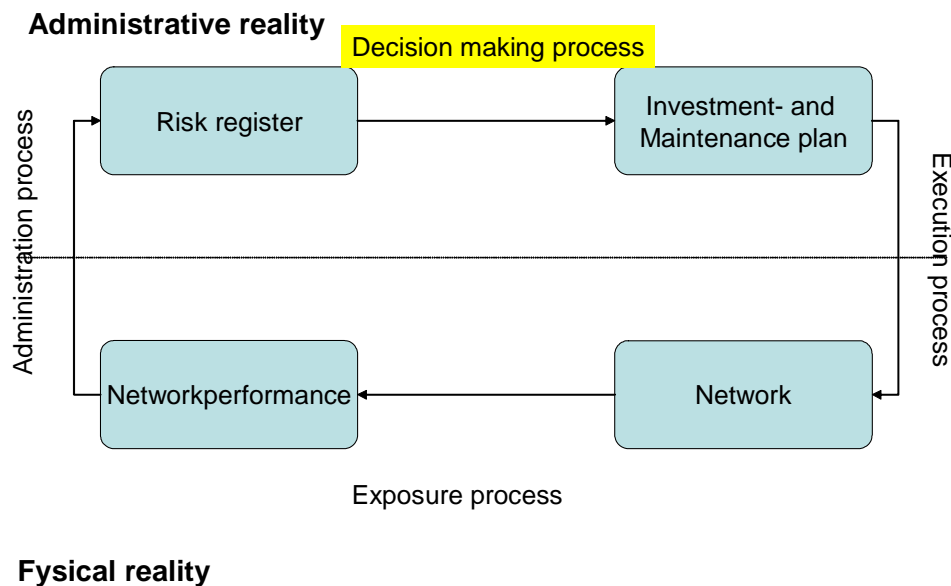 Administrative reality
Decision making process
Risk register
Investment- and
Maintenance plan
Administration process
Execution process
Networkperformance
Network
Exposure process
Fysical reality